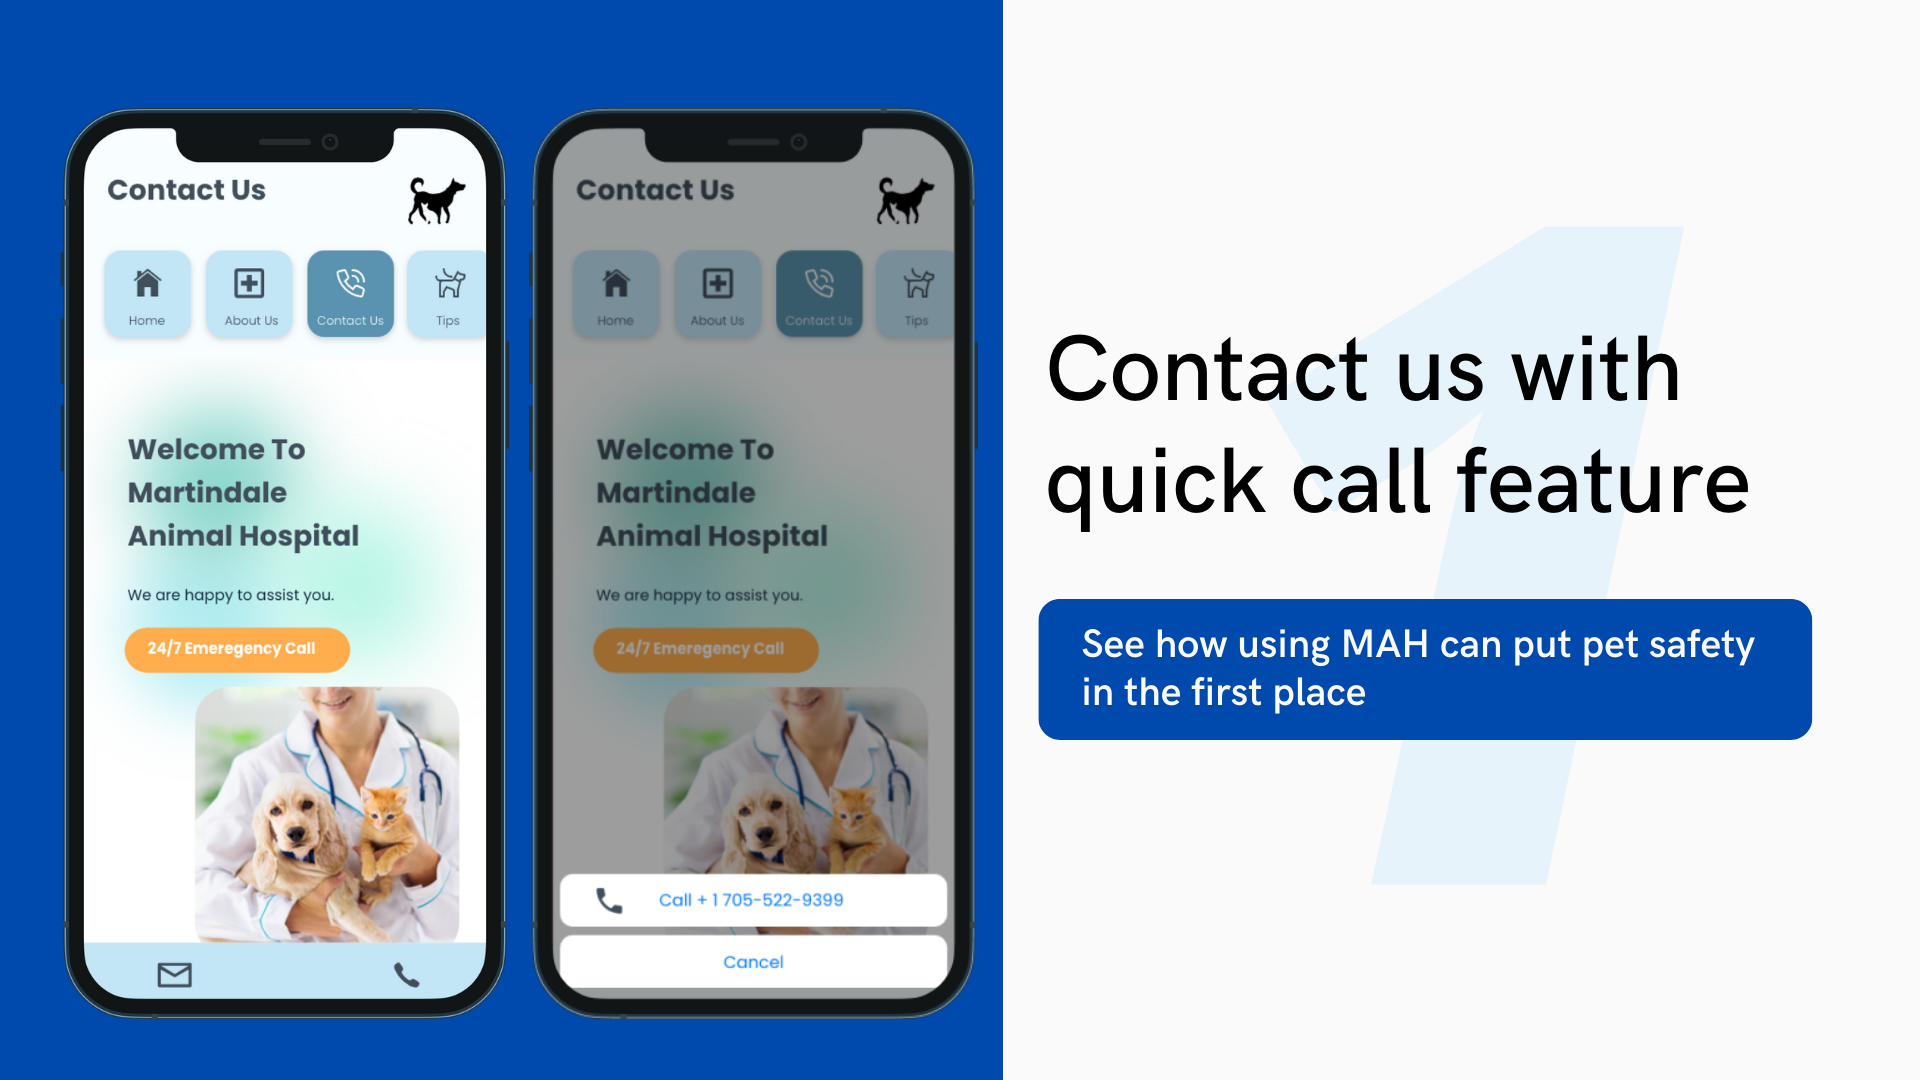 Contact Us
Home
About Us
Contact Us
Tips
Welcome To
Martindale
Animal Hospital
We are happy to assist you.
24/7 Emeregency Call
Contact Us
Home
About Us
Contact Us
Tips
Welcome To
Martindale
Animal Hospital
We are happy to assist you.
24/7 Emeregency Call
Call + 1 705-522-9399
Cancel
1
Contact us with
quick call feature
See how using MAH can put pet safety
in the first place